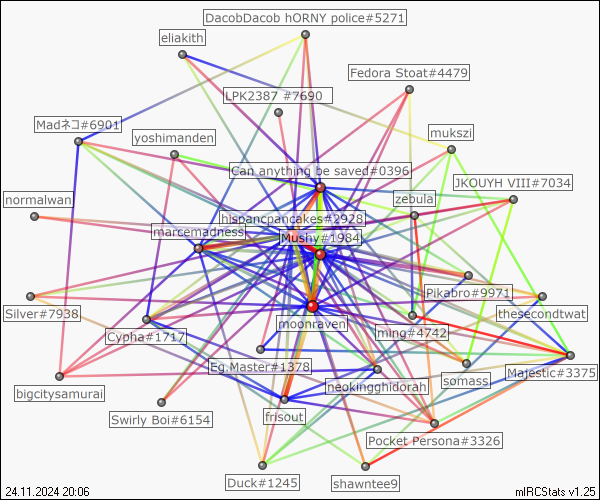 DacobDacob hORNY police#5271
eliakith
Fedora Stoat#4479
LPK2387 #7690
Madネコ#6901
mukszi
yoshimanden
Can anything be saved#0396
JKOUYH VIII#7034
normalwan
zebula
hispancpancakes#2928
marcemadness
Mushy#1984
Pikabro#9971
Silver#7938
thesecondtwat
moonraven
ming#4742
Cypha#1717
Eg.Master#1378
Majestic#3375
neokingghidorah
somass
bigcitysamurai
Swirly Boi#6154
frisout
Pocket Persona#3326
Duck#1245
shawntee9
24.11.2024 20:06
mIRCStats v1.25